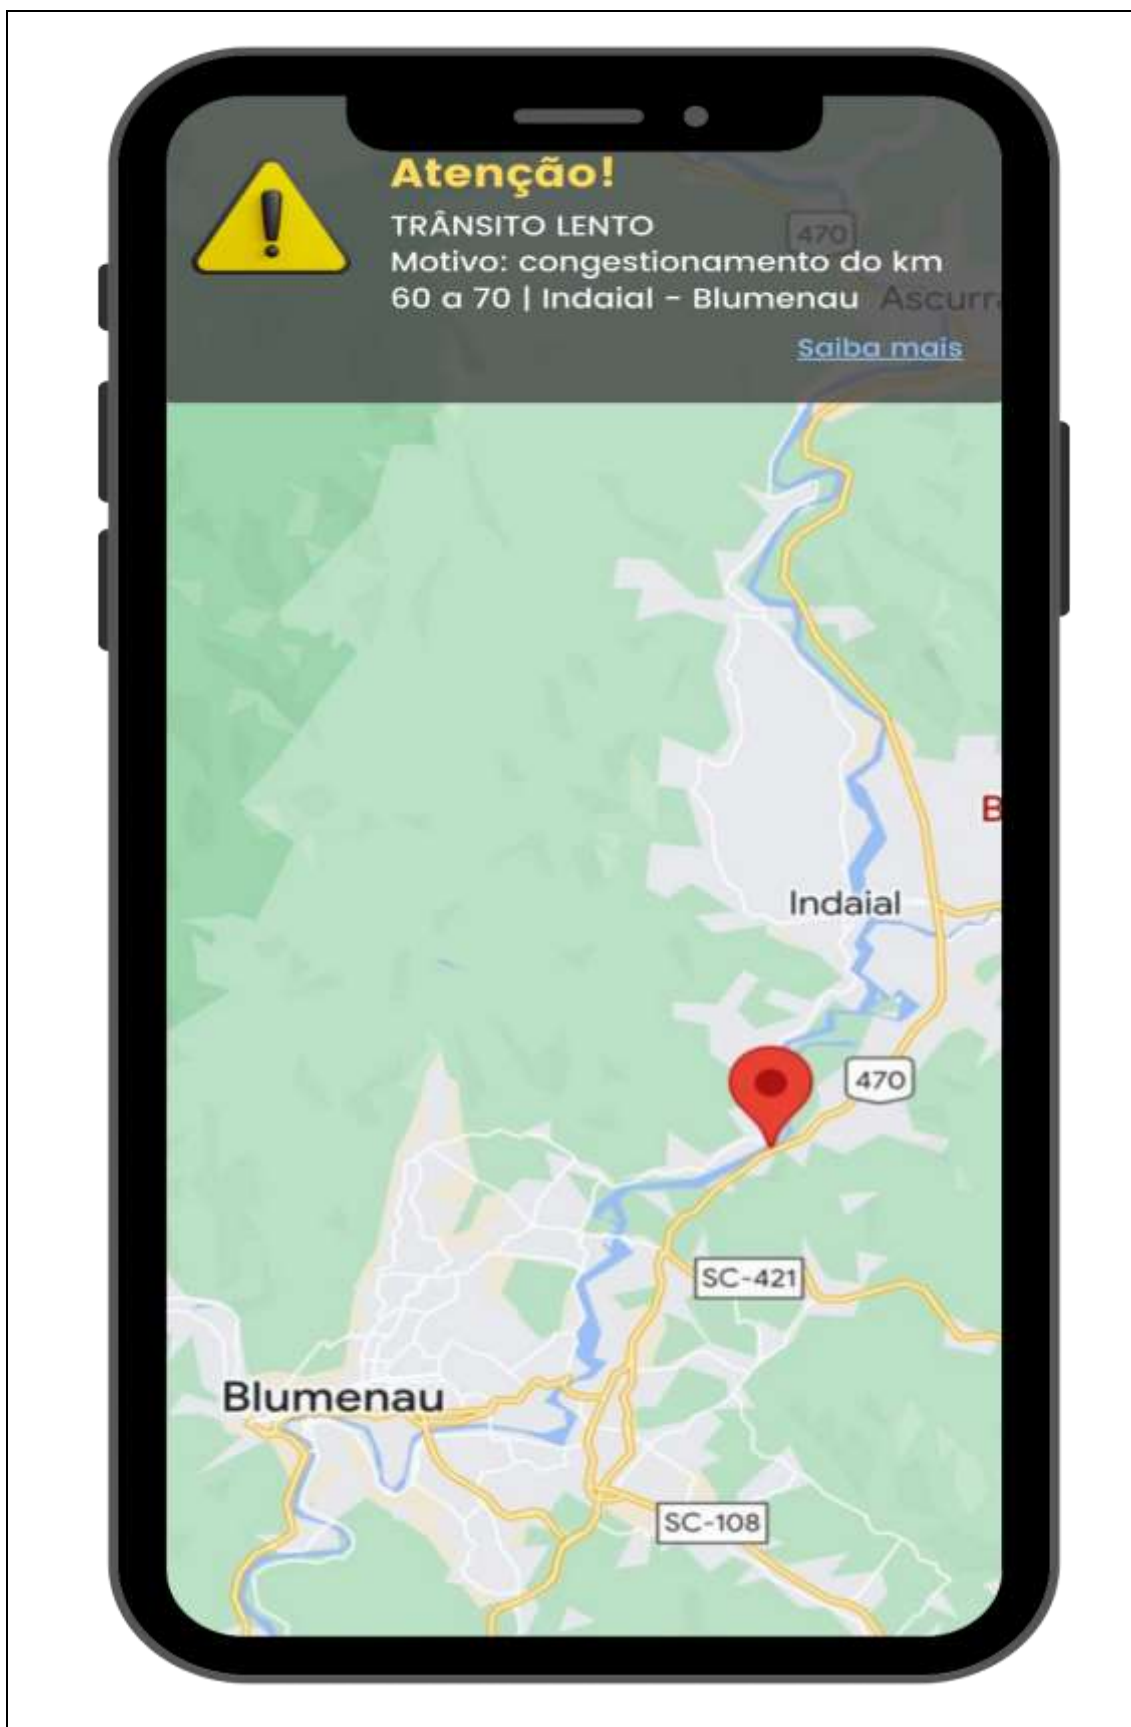 Atenção!
TRÂNSITO LENTO
470
Motivo: congestionamento do km
60 a 70 | Indaial - Blumenau
Ascurra
Saiba mais
B
Indaial
470
SC-421
Blumenau
SC-108